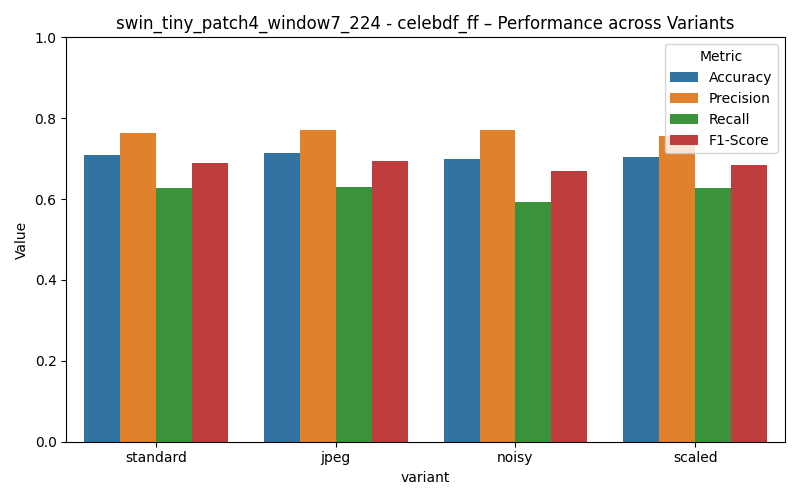 swin_tiny_patch4_window7_224 - celebdf_ff – Performance across Variants
Metric
Accuracy
Precision
Recall
F1-Score
Value
1.0
0.8
0.6
0.4
0.2
0.0
standard jpeg noisy scaled
variant